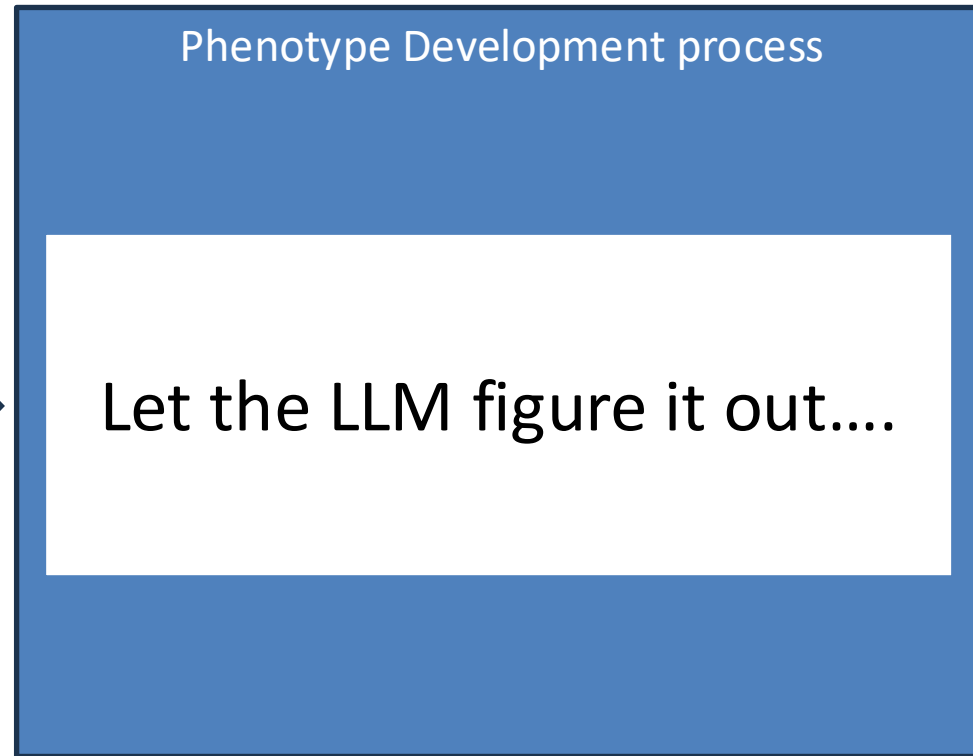 Phenotype Development process
Let the LLM figure it out....